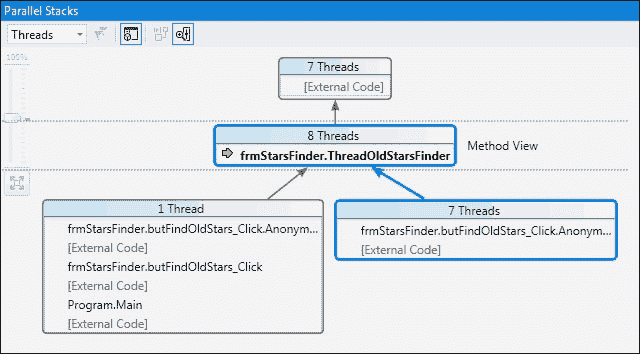 Parallel Stacks
Threads
100%
7 Threads
[External Code]
8 Threads
frmStarsFinder.ThreadOldStarsFinder
Method View
1 Thread
frmStarsFinder.butFindOldStars_Click.Anonym...
[External Code]
frmStarsFinder.butFindOldStars_Click
[External Code]
Program.Main
[External Code]
7 Threads
frmStarsFinder.butFindOldStars_Click.Anonym...
[External Code]